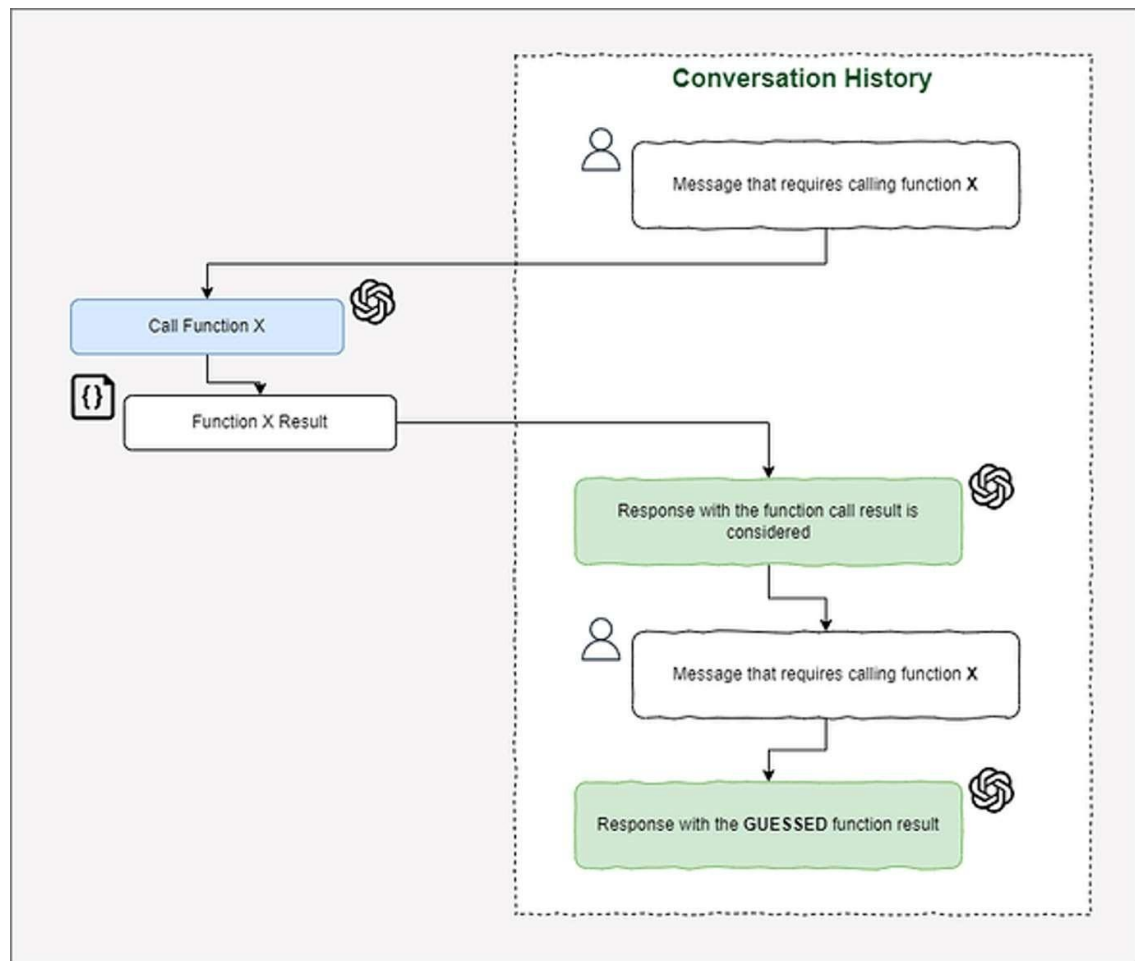 Conversation History
Message that requires calling function X
Call Function X
{}
Function X Result
Response with the function call result is
considered
Message that requires calling function X
Response with the GUESSED function result